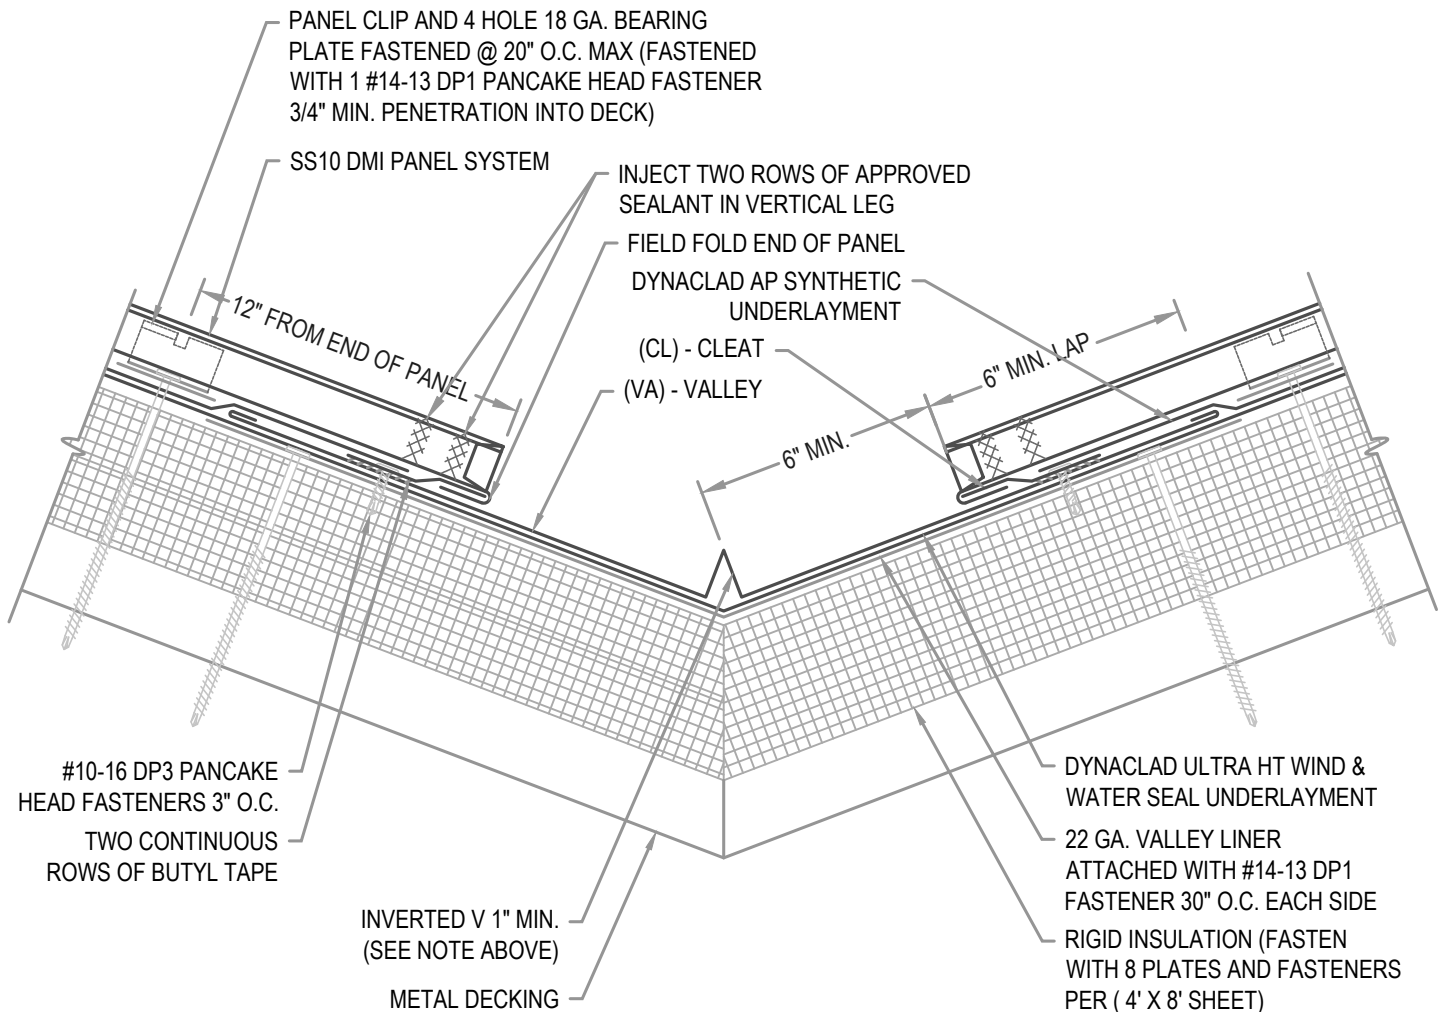 PANEL CLIP AND 4 HOLE 18 GA. BEARING
PLATE FASTENED @ 20" O.C. MAX (FASTENED
WITH 1 #14-13 DP1 PANCAKE HEAD FASTENER
3/4" MIN. PENETRATION INTO DECK)
SS10 DMI PANEL SYSTEM
INJECT TWO ROWS OF APPROVED
SEALANT IN VERTICAL LEG
FIELD FOLD END OF PANEL
DYNACLAD AP SYNTHETIC
UNDERLAYMENT
(CL) - CLEAT
(VA) - VALLEY
12" FROM END OF PANEL
6" MIN. LAP
6" MIN.
#10-16 DP3 PANCAKE
HEAD FASTENERS 3" O.C.
TWO CONTINUOUS
ROWS OF BUTYL TAPE
INVERTED V 1" MIN.
(SEE NOTE ABOVE)
METAL DECKING
DYNACLAD ULTRA HT WIND &
WATER SEAL UNDERLAYMENT
22 GA. VALLEY LINER
ATTACHED WITH #14-13 DP1
FASTENER 30" O.C. EACH SIDE
RIGID INSULATION (FASTEN
WITH 8 PLATES AND FASTENERS
PER ( 4' X 8' SHEET)